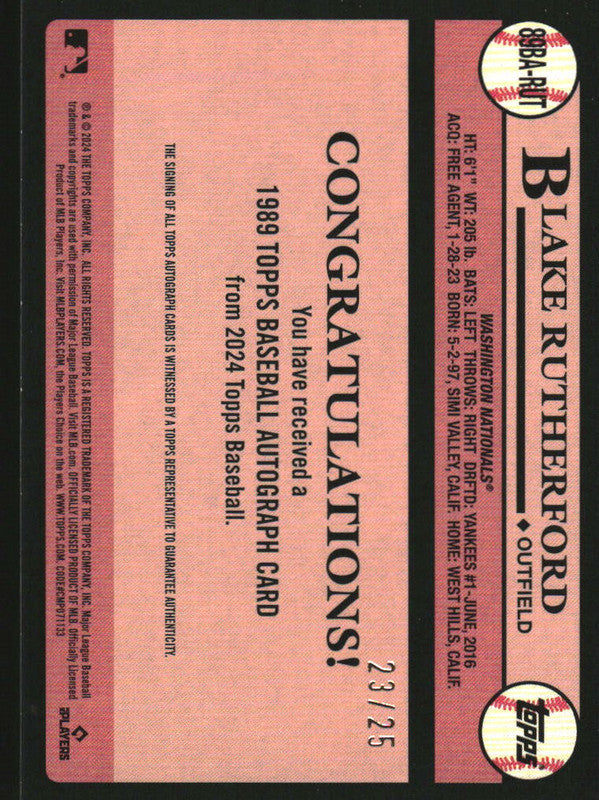 89BA-RUT
BLAKE RUTHERFORD
◆ OUTFIELD
topps®
WASHINGTON NATIONALS®
HT: 6'1" WT: 205 lb. BATS: LEFT THROWS: RIGHT DRFTD: YANKEES #1-JUNE, 2016
ACQ: FREE AGENT, 1-28-23 BORN: 5-2-97, SIMI VALLEY, CALIF. HOME: WEST HILLS, CALIF.
23/25
CONGRATULATIONS!
You have received a
1989 TOPPS BASEBALL AUTOGRAPH CARD
from 2024 Topps Baseball.
THE SIGNING OF ALL TOPPS AUTOGRAPH CARDS IS WITNESSED BY A TOPPS REPRESENTATIVE TO GUARANTEE AUTHENTICITY.
® & © 2024 THE TOPPS COMPANY, INC. ALL RIGHTS RESERVED. TOPPS IS A REGISTERED TRADEMARK OF THE TOPPS COMPANY, INC. Major League Baseball
trademarks and copyrights are used with permission of Major League Baseball. Visit MLB.com. OFFICIALLY LICENSED PRODUCT OF MLB. Officially Licensed
Product of MLB Players, Inc. Visit MLBPLAYERS.COM, the Players Choice on the web. WWW.TOPPS.COM. CODE#CMP071133
PLAYERS